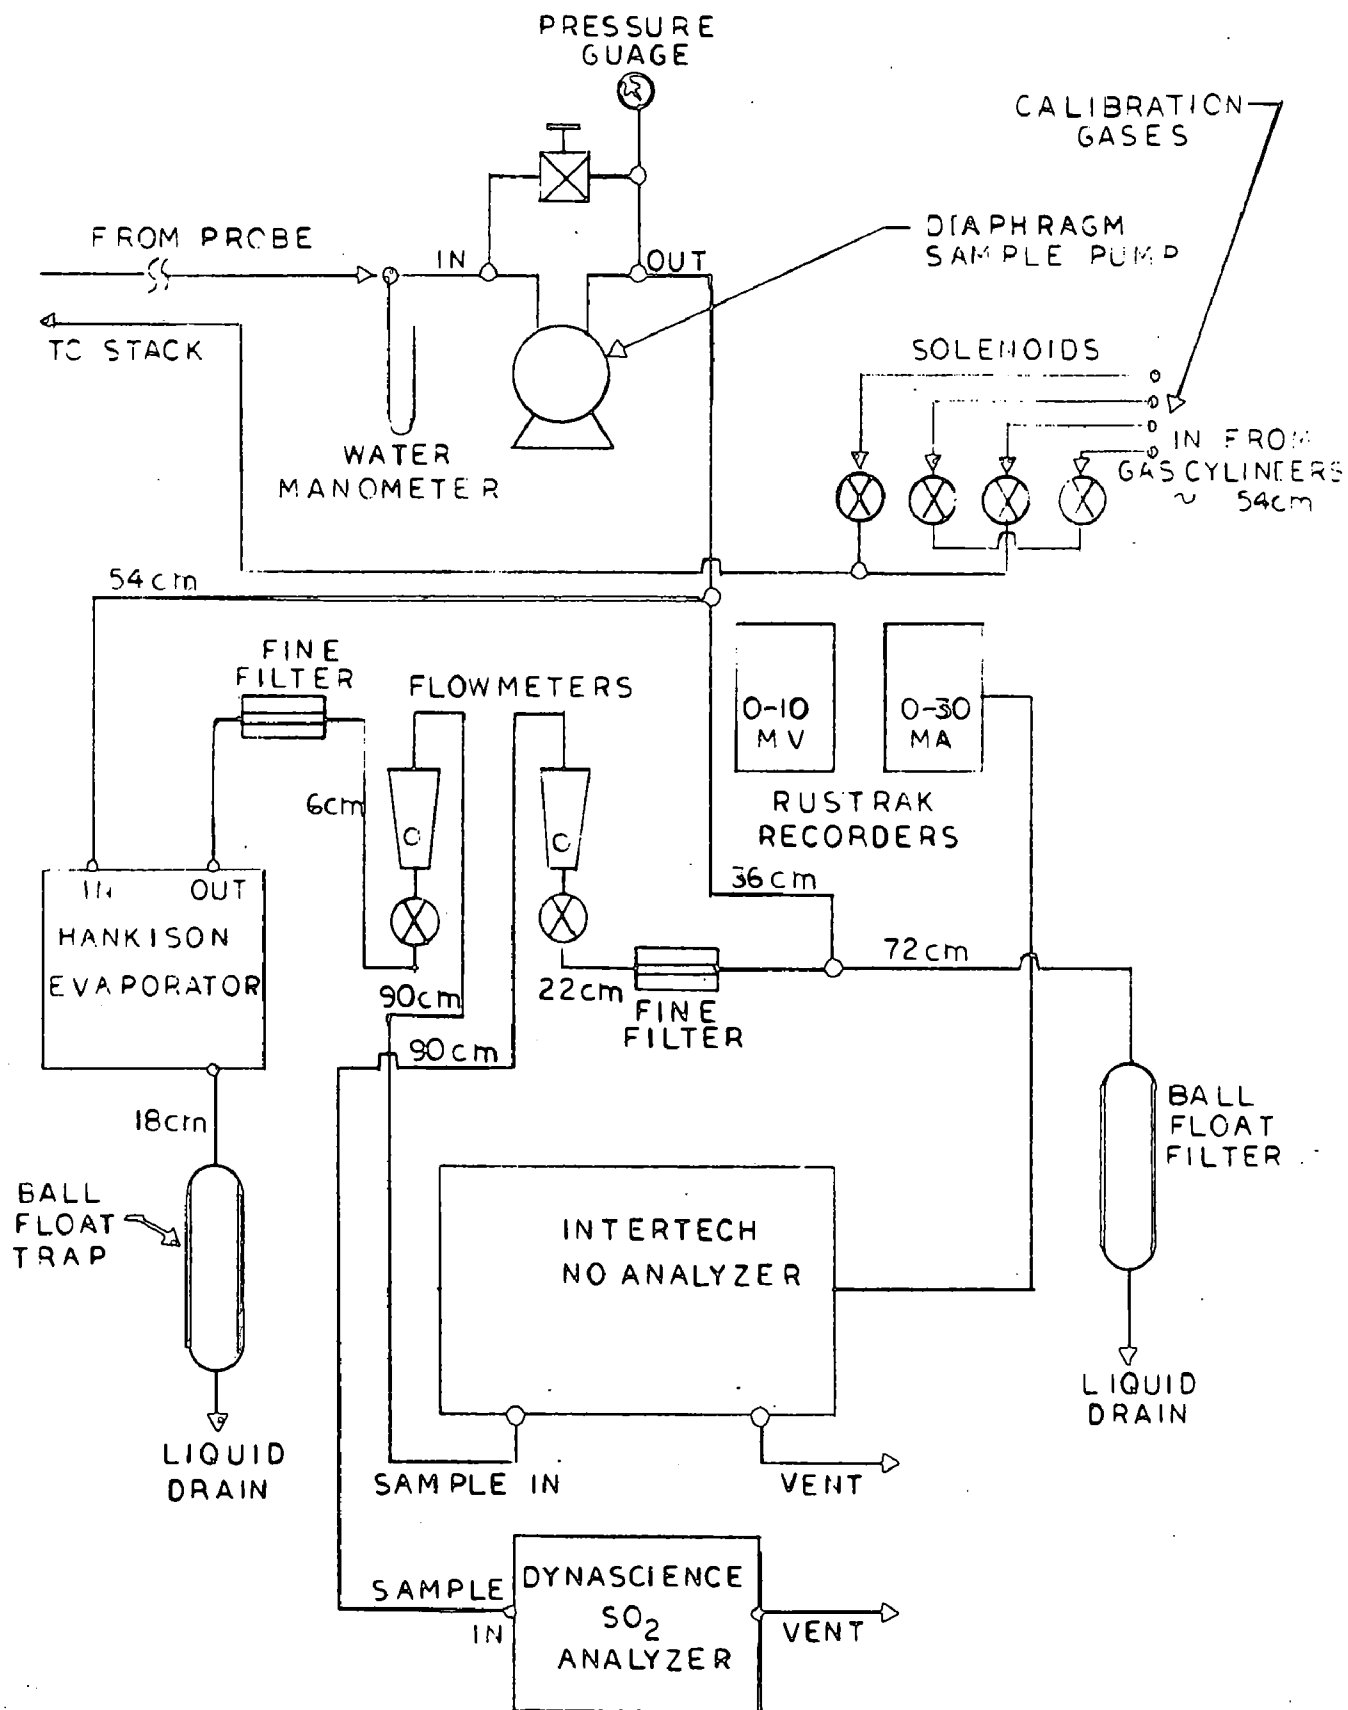 PRESSURE
GUAGE
CALIBRATION
GASES
FROM PROBE
IN
OUT
DIAPHRAGM
SAMPLE PUMP
TO STACK
SOLENOIDS
WATER
MANOMETER
IN FROM
GAS CYLINDERS
~ 54cm
54cm
FINE
FILTER
FLOWMETERS
0-10
MV
0-30
MA
6cm
RUSTRAK
RECORDERS
IN
OUT
36cm
HANKISON
EVAPORATOR
72cm
90cm
22cm
FINE
FILTER
90cm
18cm
BALL
FLOAT
FILTER
BALL
FLOAT
TRAP
INTERTECH
NO ANALYZER
LIQUID
DRAIN
LIQUID
DRAIN
SAMPLE IN
VENT
SAMPLE
IN
DYNASCIENCE
SO2
ANALYZER
VENT